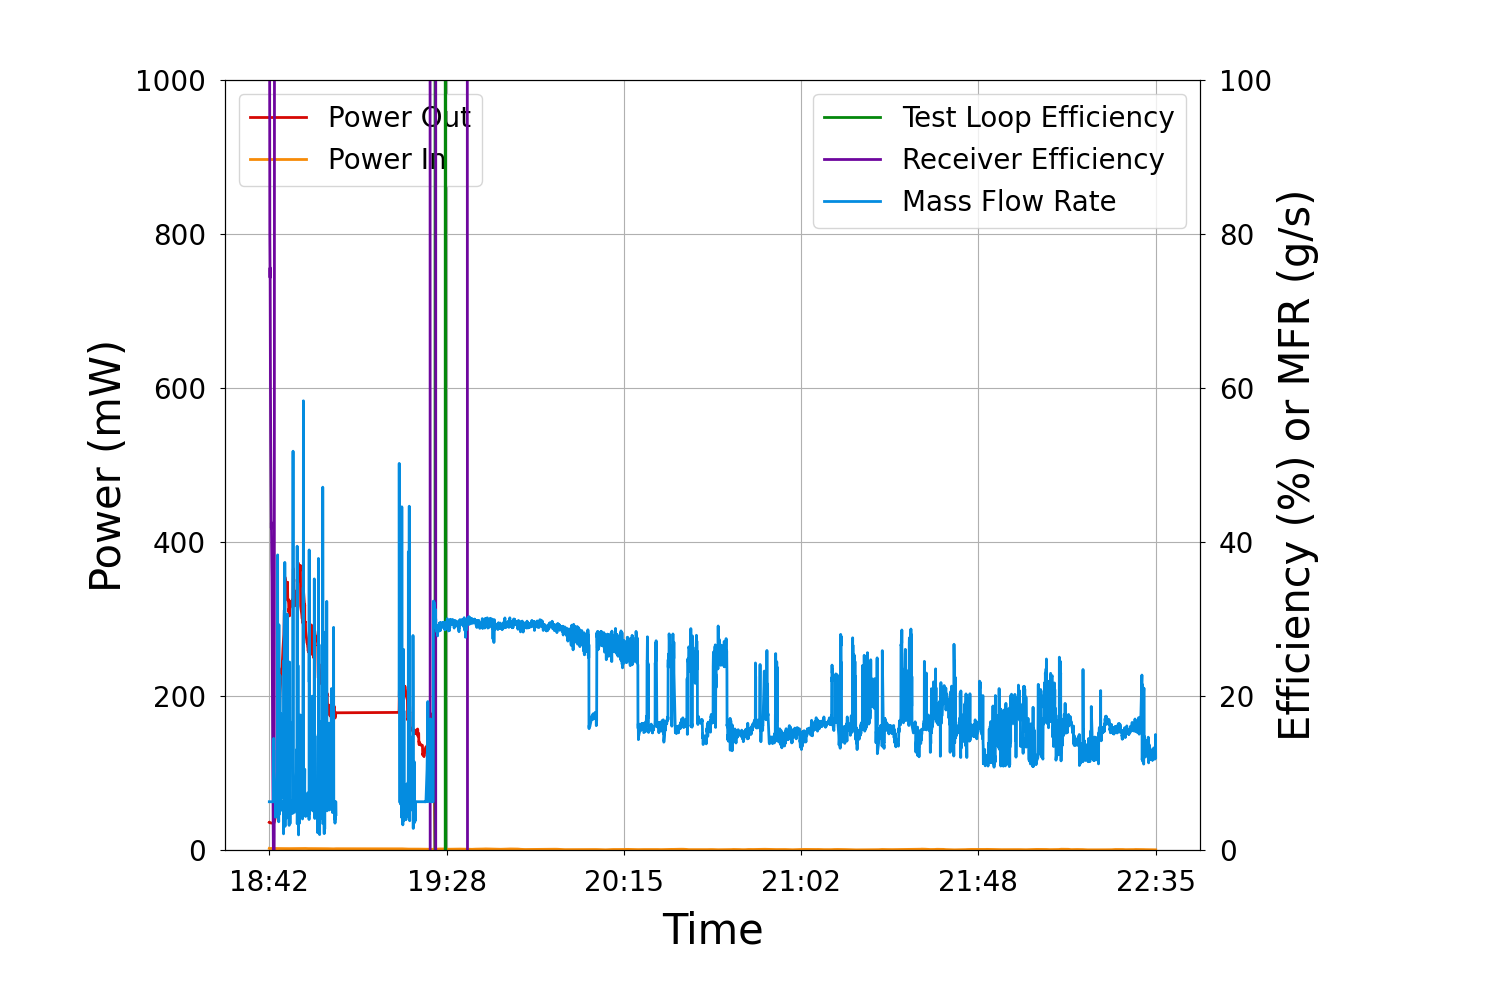 1000
800
600
400
200
0
Power (mW)
Power Out
Power In
Test Loop Efficiency
Receiver Efficiency
Mass Flow Rate
100
80
60
40
20
0
Efficiency (%) or MFR (g/s)
18:42 19:28 20:15 21:02 21:48 22:35
Time